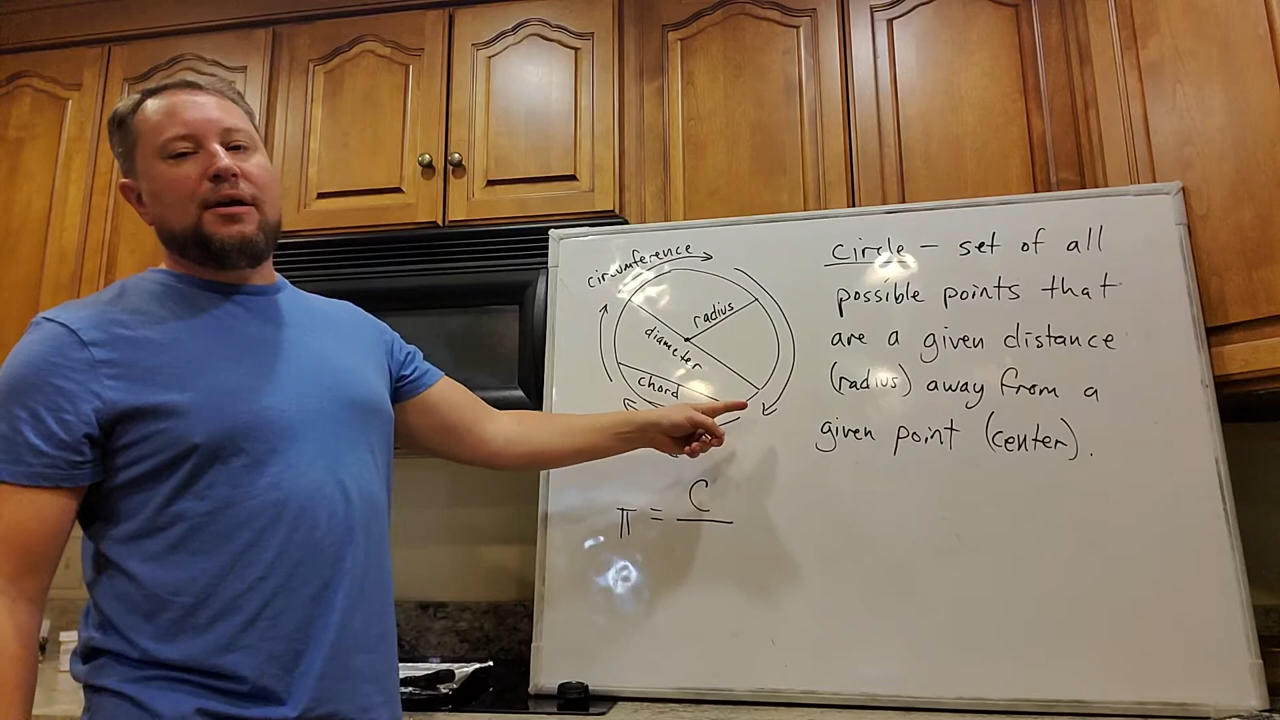 circumference
radius
diameter
chord
π = C
circle - set of all
possible points that
are a given distance
(radius) away from a
given point (center).